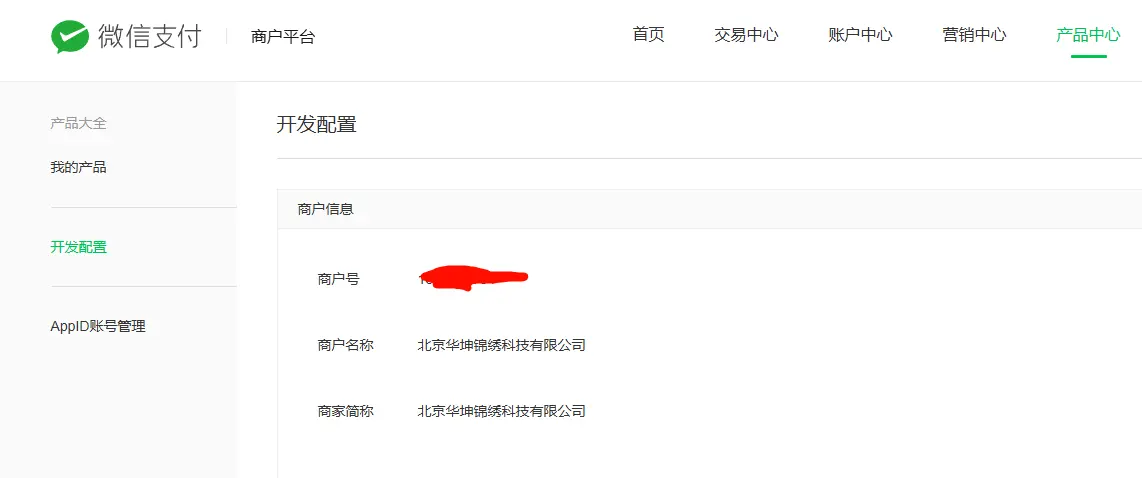 微信支付 商户平台 首页 交易中心 账户中心 营销中心 产品中心
产品大全
我的产品
开发配置
AppID账号管理
开发配置
商户信息
商户号
商户名称 北京华坤锦绣科技有限公司
商家简称 北京华坤锦绣科技有限公司